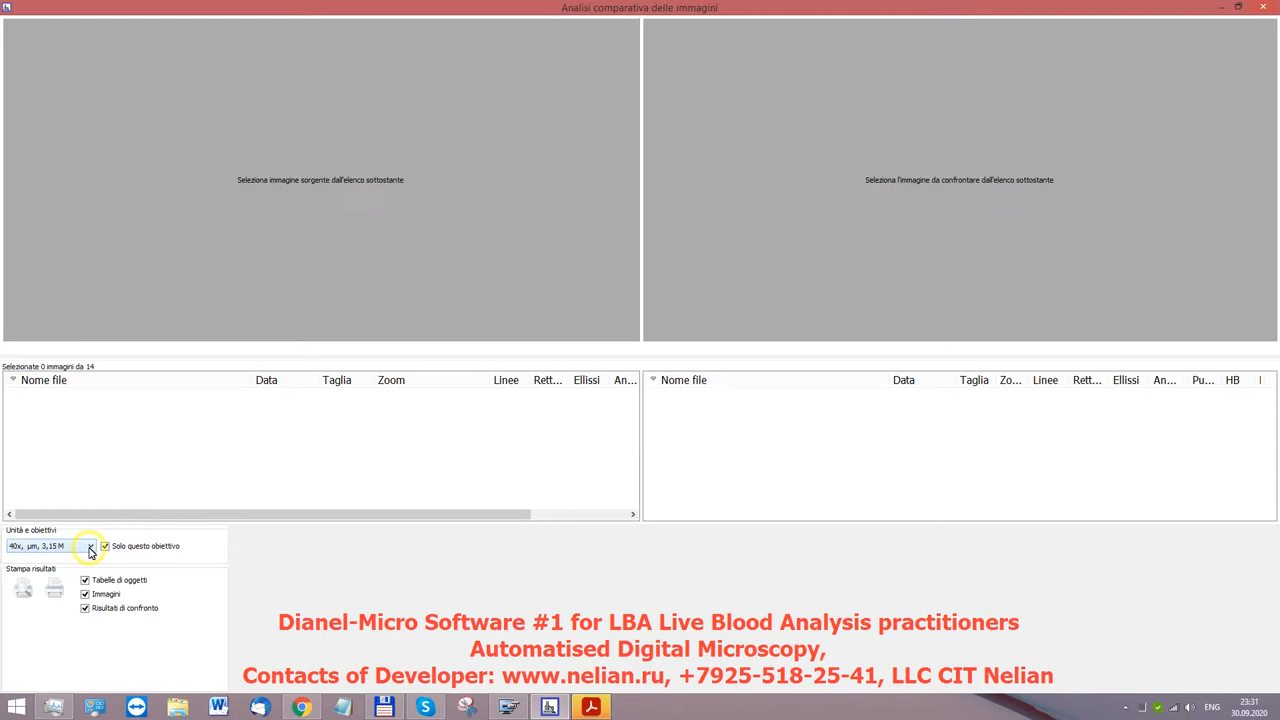 Analisi comparativa delle immagini
Seleziona immagine sorgente dall'elenco sottostante
Seleziona l'immagine da confrontare dall'elenco sottostante
Selezionate 0 immagini da 14
Nome file Data Taglia Zoom Linee Rett... Ellissi An...
Nome file Data Taglia Zo... Linee Rett... Ellissi An... Pu... HB
Unità e obiettivi
40x, µm, 3,15 M
Solo questo obiettivo
Stampa risultati
Tabelle di oggetti
Immagini
Risultati di confronto
Dianel-Micro Software #1 for LBA Live Blood Analysis practitioners
Automatised Digital Microscopy,
Contacts of Developer: www.nelian.ru, +7925-518-25-41, LLC CIT Nelian
ENG
23:31
30.09.2020